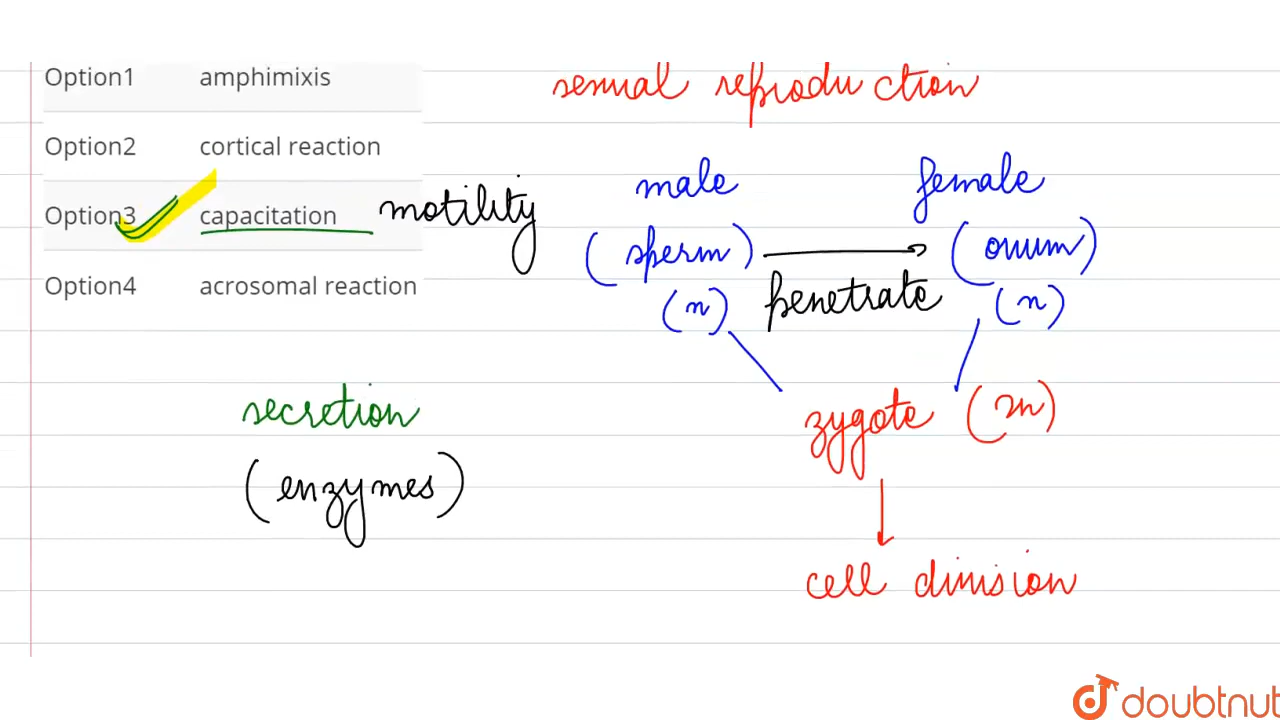 Option1 amphimixis
sexual reproduction
Option2 cortical reaction
male female
Option3 capacitation motility
(sperm) (ovum)
penetrate
(n) (n)
Option4 acrosomal reaction
secretion
zygote (2n)
(enzymes)
cell division
doubtnut